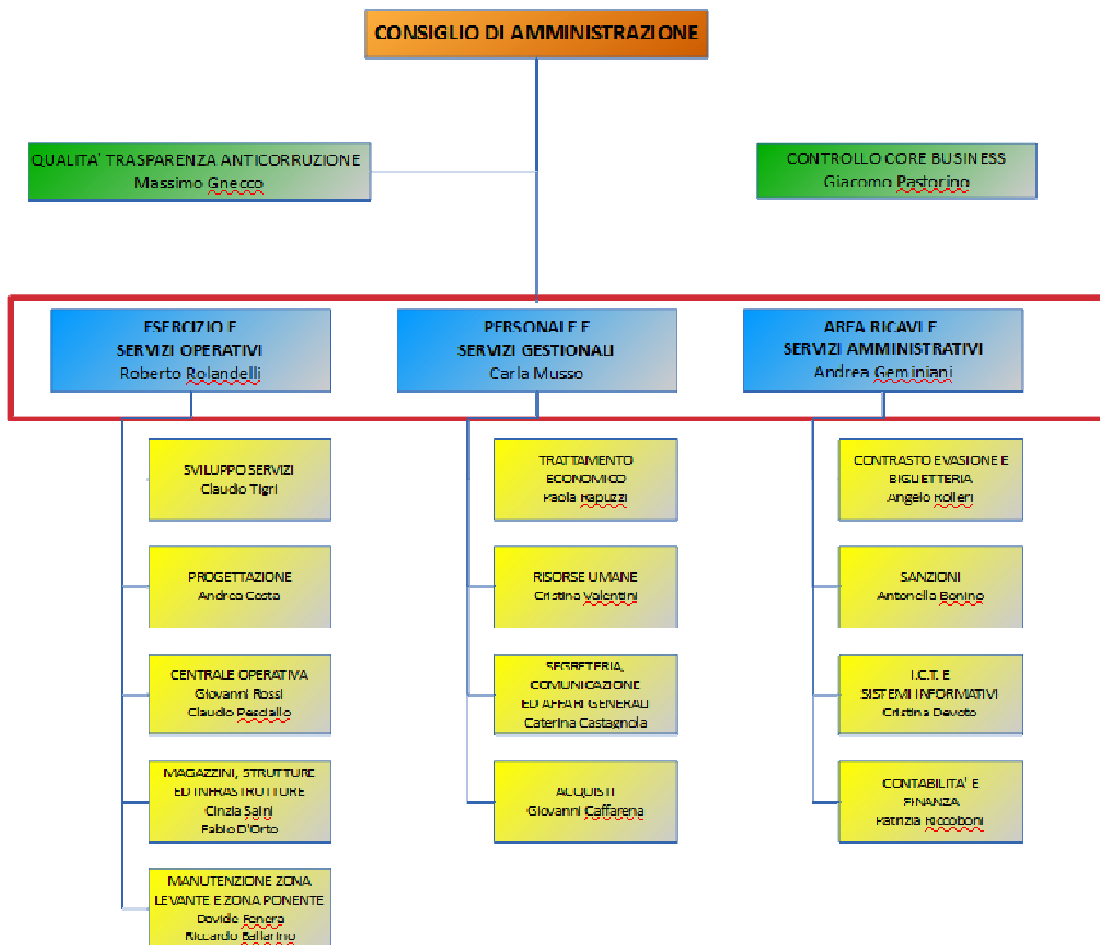 CONSIGLIO DI AMMINISTRAZIONE
QUALITA' TRASPARENZA ANTICORRUZIONE
Massimo Gnecco
CONTROLLO CORE BUSINESS
Giacomo Pastorino
ESERCIZIO E
SERVIZI OPERATIVI
Roberto Rolandelli
PERSONALE E
SERVIZI GESTIONALI
Carla Musso
AREA RICAVI E
SERVIZI AMMINISTRATIVI
Andrea Geminiani
SVILUPPO SERVIZI
Claudio Tigri
TRATTAMENTO
ECONOMICO
Paola Rapuzzi
CONTRASTO EVASIONE E
BIGLIETTERIA
Angelo Rolleri
PROGETTAZIONE
Andrea Costa
RISORSE UMANE
Cristina Valentini
SANZIONI
Antonella Bonino
CENTRALE OPERATIVA
Giovanni Rossi
Claudio Pesciallo
SEGRETERIA,
COMUNICAZIONE
ED AFFARI GENERALI
Caterina Castagnola
I.C.T. E
SISTEMI INFORMATIVI
Cristina Devoto
MAGAZZINI, STRUTTURE
ED INFRASTRUTTURE
Cinzia Saini
Fabio D'Orto
ACQUISTI
Giovanni Caffarena
CONTABILITA' E
FINANZA
Patrizia Riccoboni
MANUTENZIONE ZONA
LEVANTE E ZONA PONENTE
Davide Fenera
Riccardo Ballarino